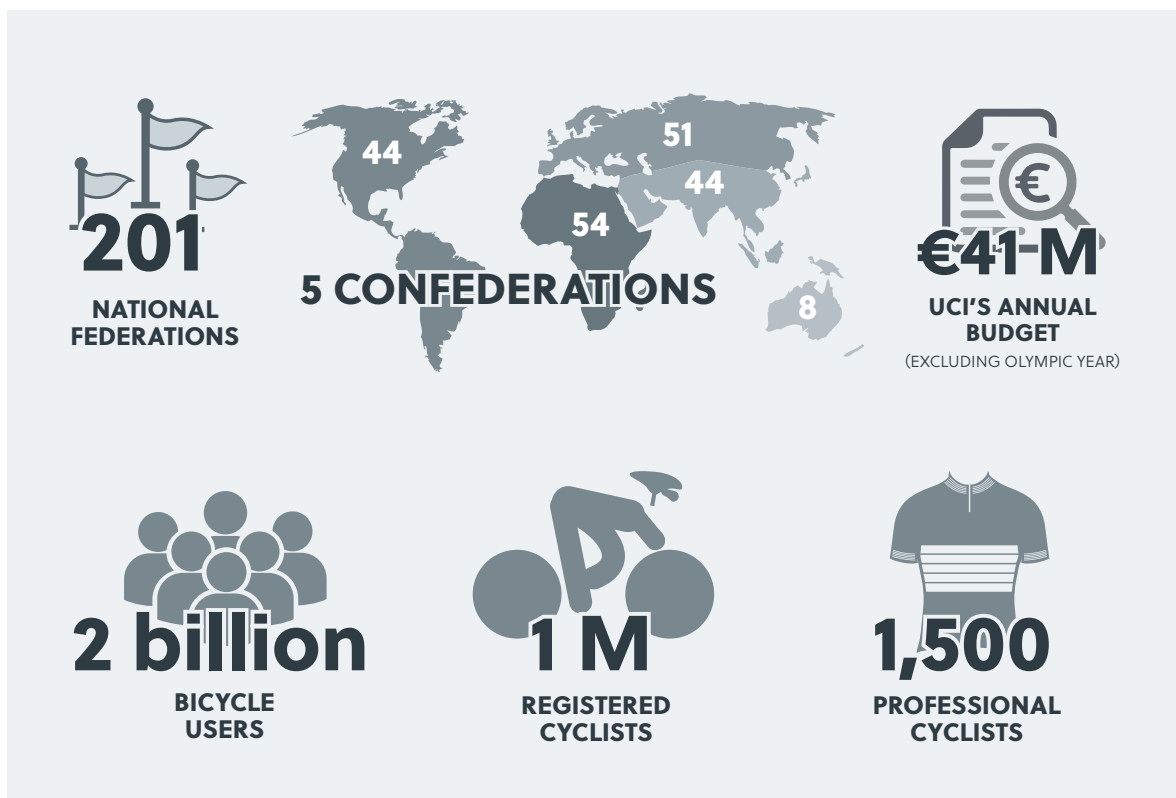 201
NATIONAL
FEDERATIONS
44
51
44
54
8
5 CONFEDERATIONS
€
€41 M
UCI’S ANNUAL
BUDGET
(EXCLUDING OLYMPIC YEAR)
2 billion
BICYCLE
USERS
1 M
REGISTERED
CYCLISTS
1,500
PROFESSIONAL
CYCLISTS